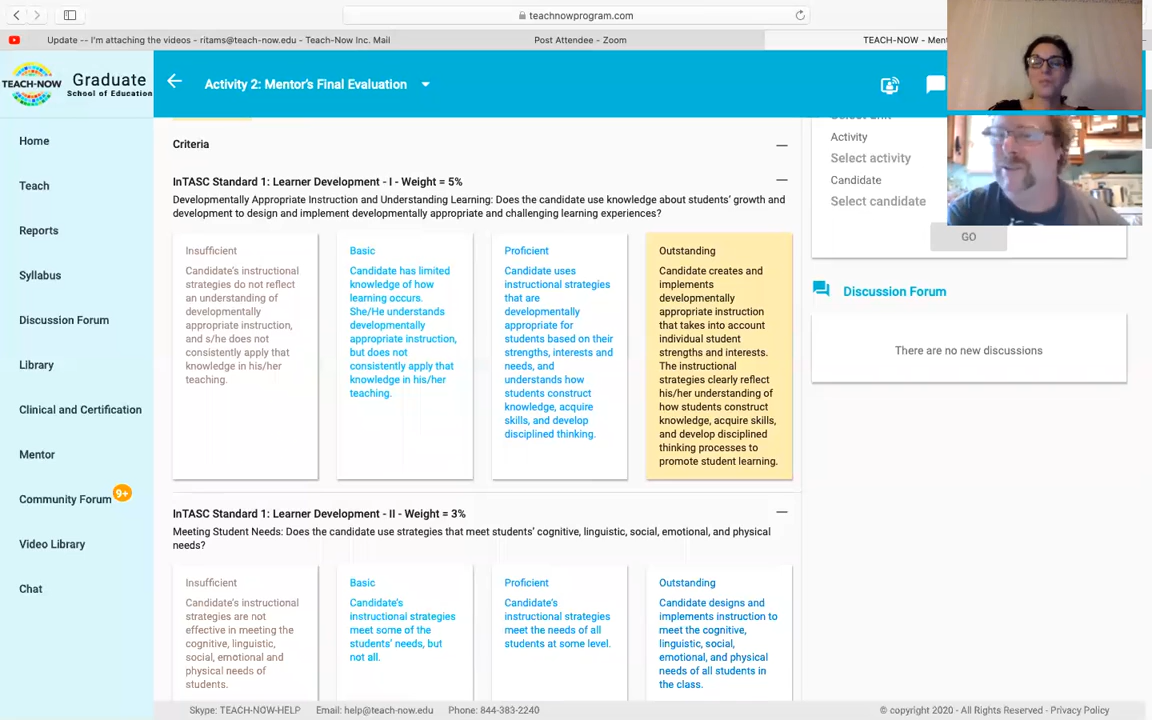 teachnowprogram.com
Update -- I'm attaching the videos - ritams@teach-now.edu - Teach-Now Inc. Mail
Post Attendee - Zoom
TEACH-NOW
TEACH-NOW
Graduate
School of Education
Activity 2: Mentor's Final Evaluation
Home
Teach
Reports
Syllabus
Discussion Forum
Library
Clinical and Certification
Mentor
Community Forum
9+
Video Library
Chat
Criteria
InTASC Standard 1: Learner Development - I - Weight = 5%
Developmentally Appropriate Instruction and Understanding Learning: Does the candidate use knowledge about students' growth and
development to design and implement developmentally appropriate and challenging learning experiences?
Insufficient
Candidate's instructional
strategies do not reflect
an understanding of
developmentally
appropriate instruction,
and s/he does not
consistently apply that
knowledge in his/her
teaching.
Basic
Candidate has limited
knowledge of how
learning occurs.
She/He understands
developmentally
appropriate instruction,
but does not
consistently apply that
knowledge in his/her
teaching.
Proficient
Candidate uses
instructional strategies
that are
developmentally
appropriate for
students based on their
strengths, interests and
needs, and
understands how
students construct
knowledge, acquire
skills, and develop
disciplined thinking.
Outstanding
Candidate creates and
implements
developmentally
appropriate instruction
that takes into account
individual student
strengths and interests.
The instructional
strategies clearly reflect
his/her understanding of
how students construct
knowledge, acquire skills,
and develop disciplined
thinking processes to
promote student learning.
InTASC Standard 1: Learner Development - II - Weight = 3%
Meeting Student Needs: Does the candidate use strategies that meet students' cognitive, linguistic, social, emotional, and physical
needs?
Insufficient
Candidate's instructional
strategies are not
effective in meeting the
cognitive, linguistic,
social, emotional and
physical needs of
students.
Basic
Candidate's
instructional strategies
meet some of the
students' needs, but
not all.
Proficient
Candidate's
instructional strategies
meet the needs of all
students at some level.
Outstanding
Candidate designs and
implements instruction to
meet the cognitive,
linguistic, social,
emotional, and physical
needs of all students in
the class.
Activity
Select activity
Candidate
Select candidate
GO
Discussion Forum
There are no new discussions
Skype: TEACH-NOW-HELP Email: help@teach-now.edu Phone: 844-383-2240
© copyright 2020 - All Rights Reserved - Privacy Policy